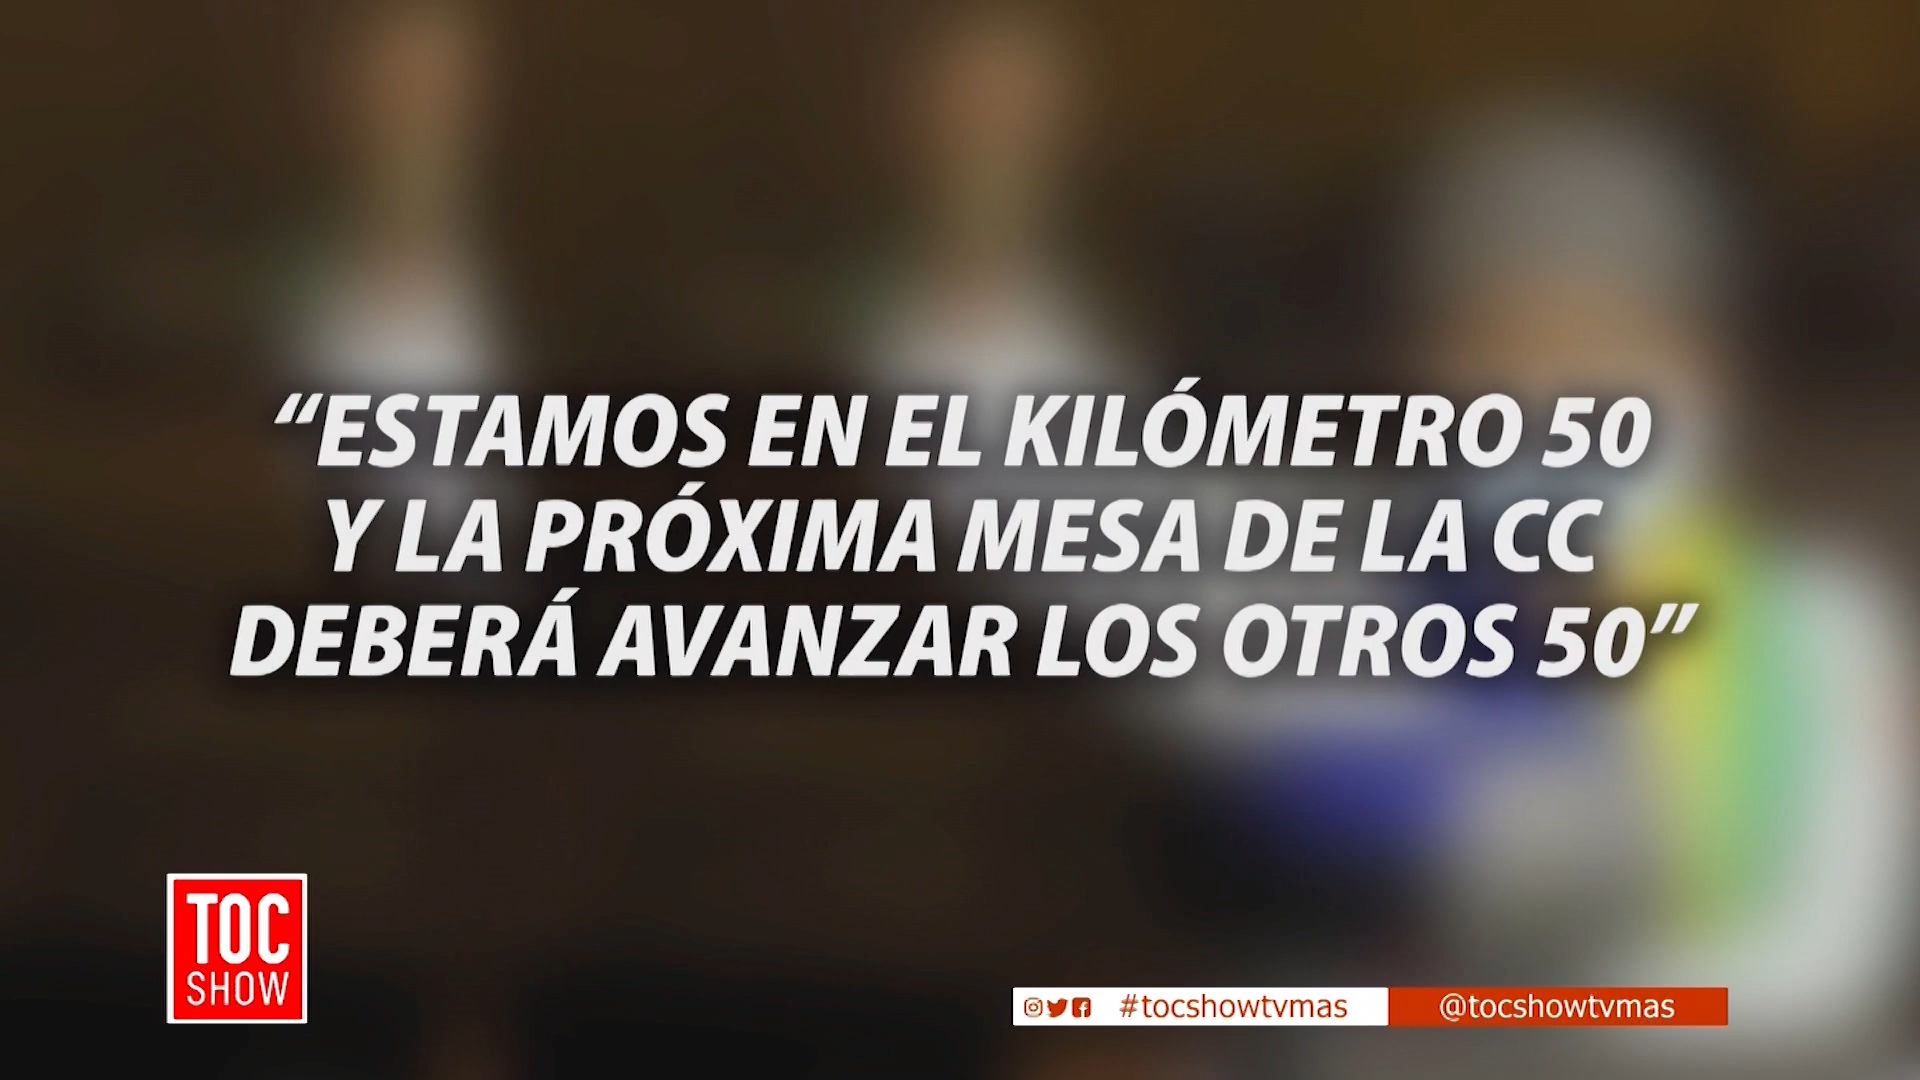 “ESTAMOS EN EL KILÓMETRO 50
Y LA PRÓXIMA MESA DE LA CC
DEBERÁ AVANZAR LOS OTROS 50”
TOC
SHOW
#tocshowtvmas @tocshowtvmas